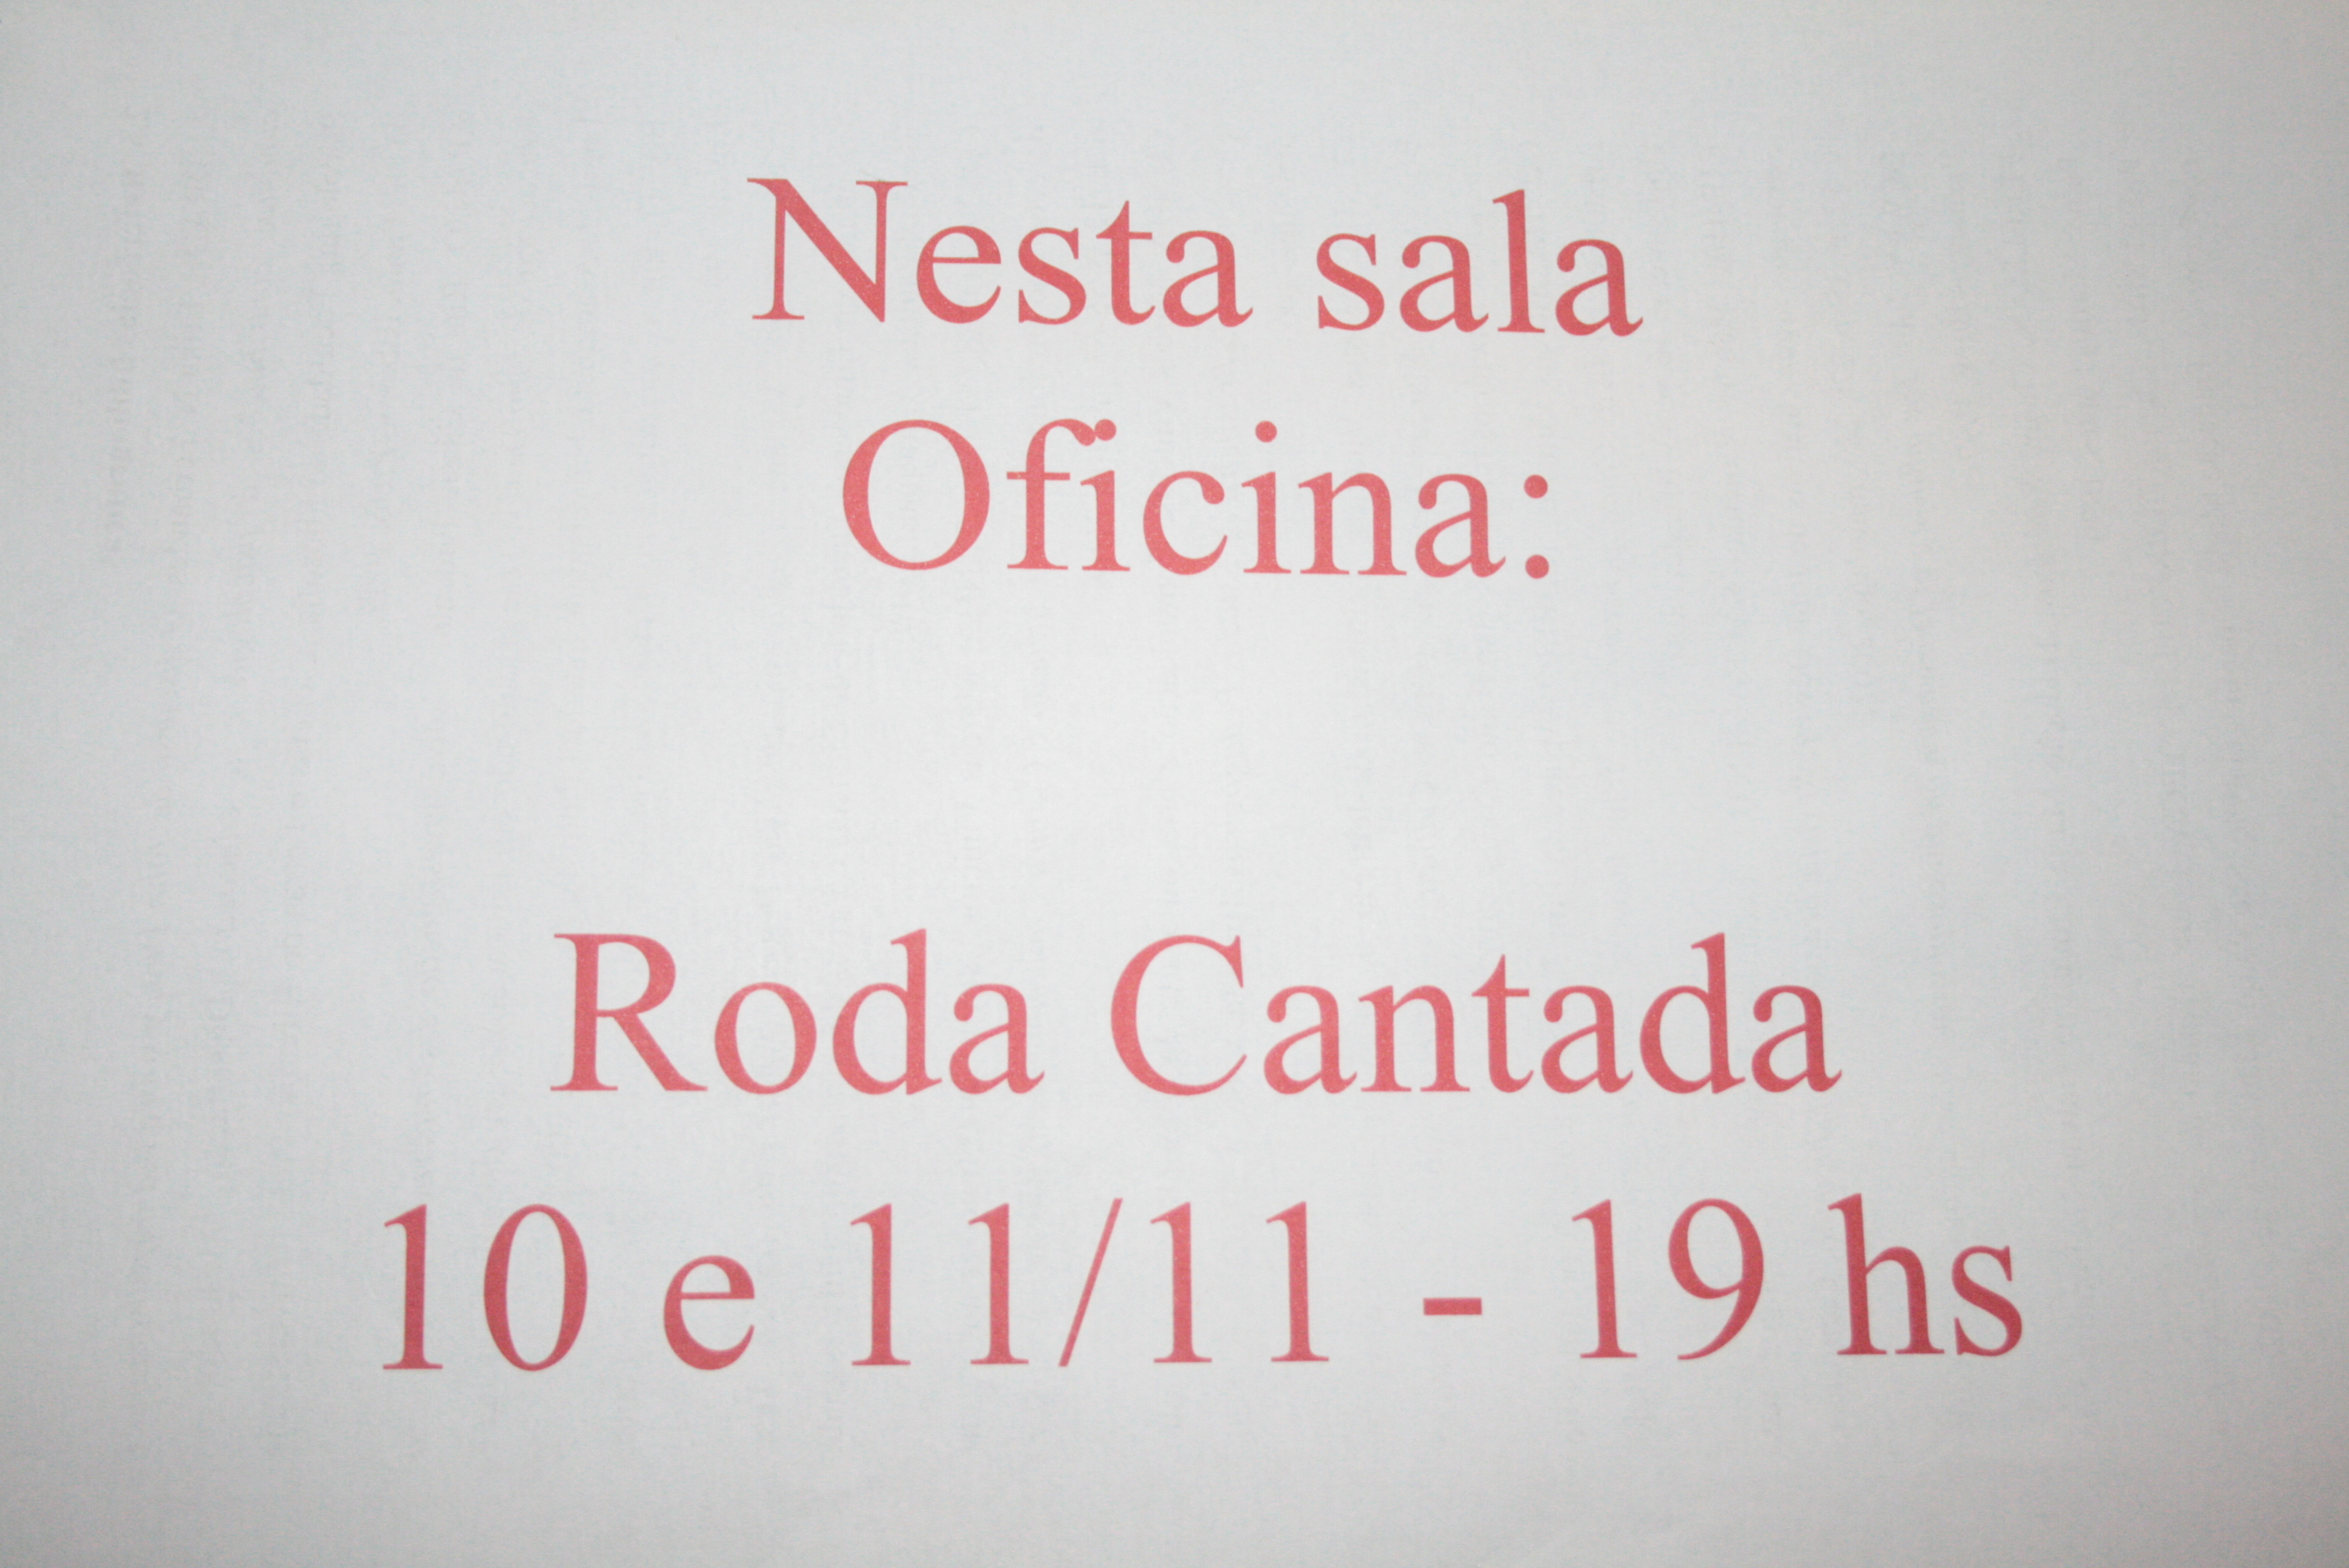 Nesta sala
Oficina:
Roda Cantada
10 e 11/11 - 19 hs